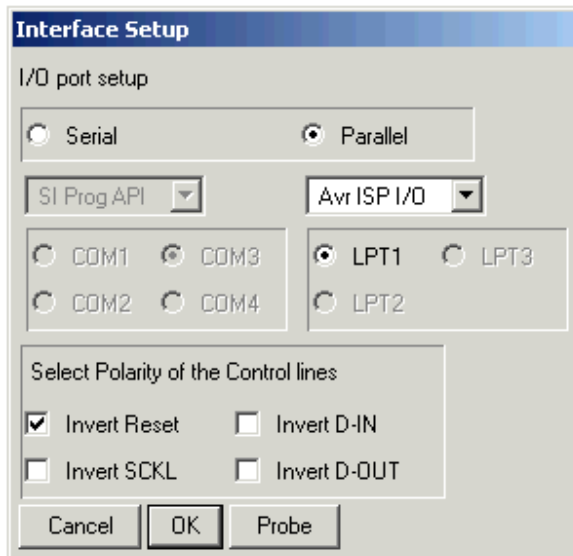 Interface Setup
I/O port setup
Serial Parallel
SI Prog API Avr ISP I/O
COM1 COM3 LPT1 LPT3
COM2 COM4 LPT2
Select Polarity of the Control lines
Invert Reset Invert D-IN
Invert SCKL Invert D-OUT
Cancel OK Probe